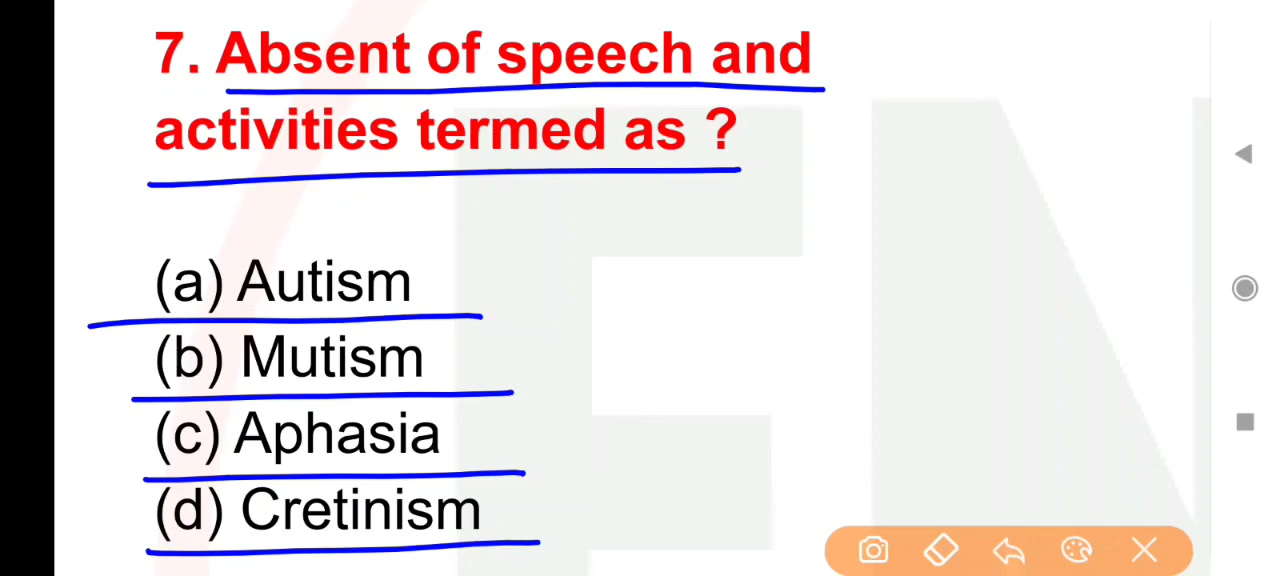 7. Absent of speech and
activities termed as ?
(a) Autism
(b) Mutism
(c) Aphasia
(d) Cretinism